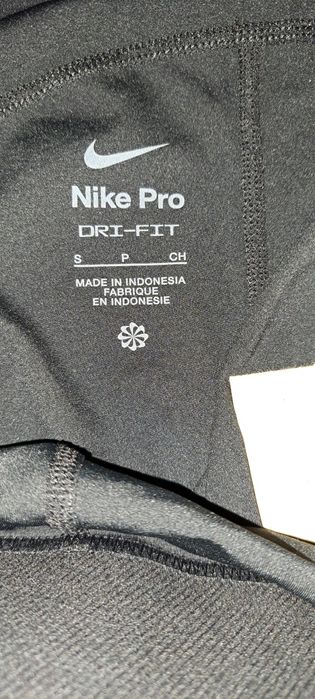 Nike Pro
DRI-FIT
S P CH
MADE IN INDONESIA
FABRIQUE
EN INDONESIE